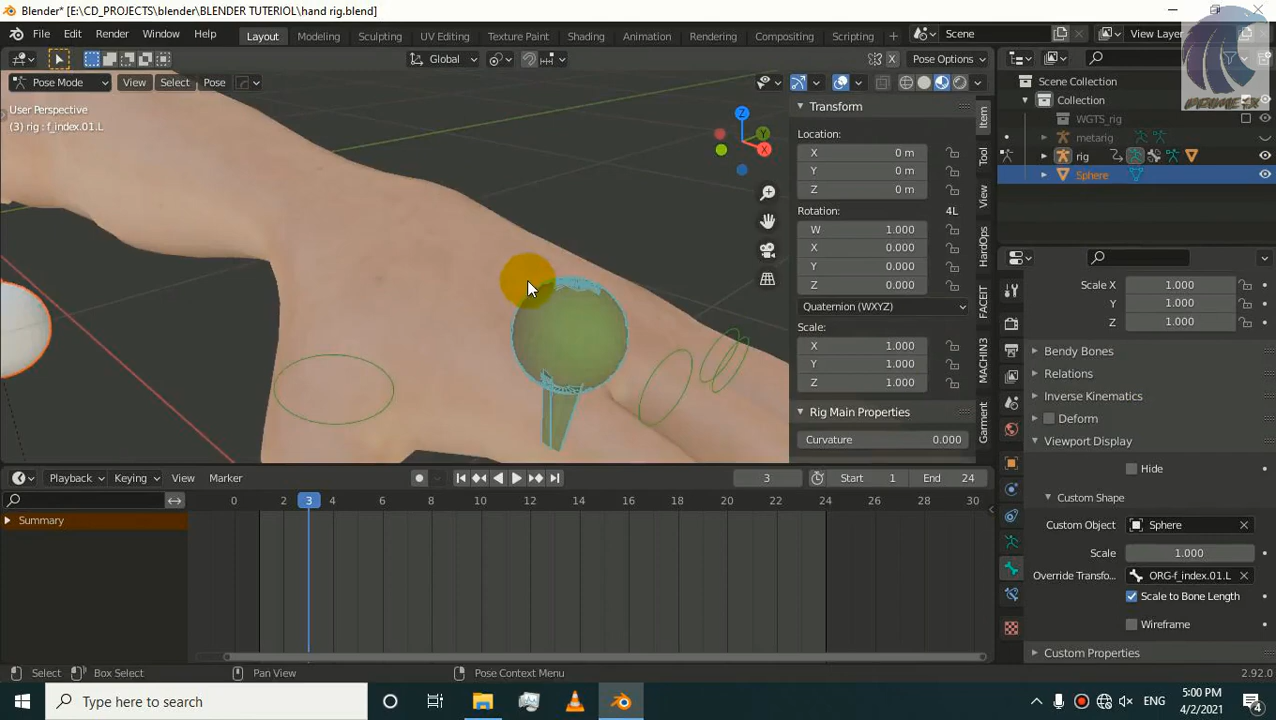 Blender* [E:\CD_PROJECTS\blender\BLENDER TUTERIOL\hand rig.blend]
File Edit Render Window Help Layout Modeling Sculpting UV Editing Texture Paint Shading Animation Rendering Compositing Scripting + Scene View Layer
Global X Pose Options
Pose Mode View Select Pose
User Perspective
(3) rig : f_index.01.L
Z
Y
X
Transform
Location:
X 0 m
Y 0 m
Z 0 m
Rotation: 4L
W 1.000
X 0.000
Y 0.000
Z 0.000
Quaternion (WXYZ)
Scale:
X 1.000
Y 1.000
Z 1.000
Rig Main Properties
Curvature 0.000
Item
Tool
View
HardOps
FACEIT
MACHIN3
Garment
Scene Collection
Collection
WGTS_rig
metarig
rig
Sphere
Scale X 1.000
Y 1.000
Z 1.000
Bendy Bones
Relations
Inverse Kinematics
Deform
Viewport Display
Hide
Custom Shape
Custom Object Sphere
Scale 1.000
Override Transfo... ORG-f_index.01.L
Scale to Bone Length
Wireframe
Custom Properties
Playback Keying View Marker 3 Start 1 End 24
0 2 3 4 6 8 10 12 14 16 18 20 22 24 26 28 30
Summary
Select Box Select Pan View Pose Context Menu 2.92.0
Type here to search
ENG
5:00 PM
4/2/2021
4